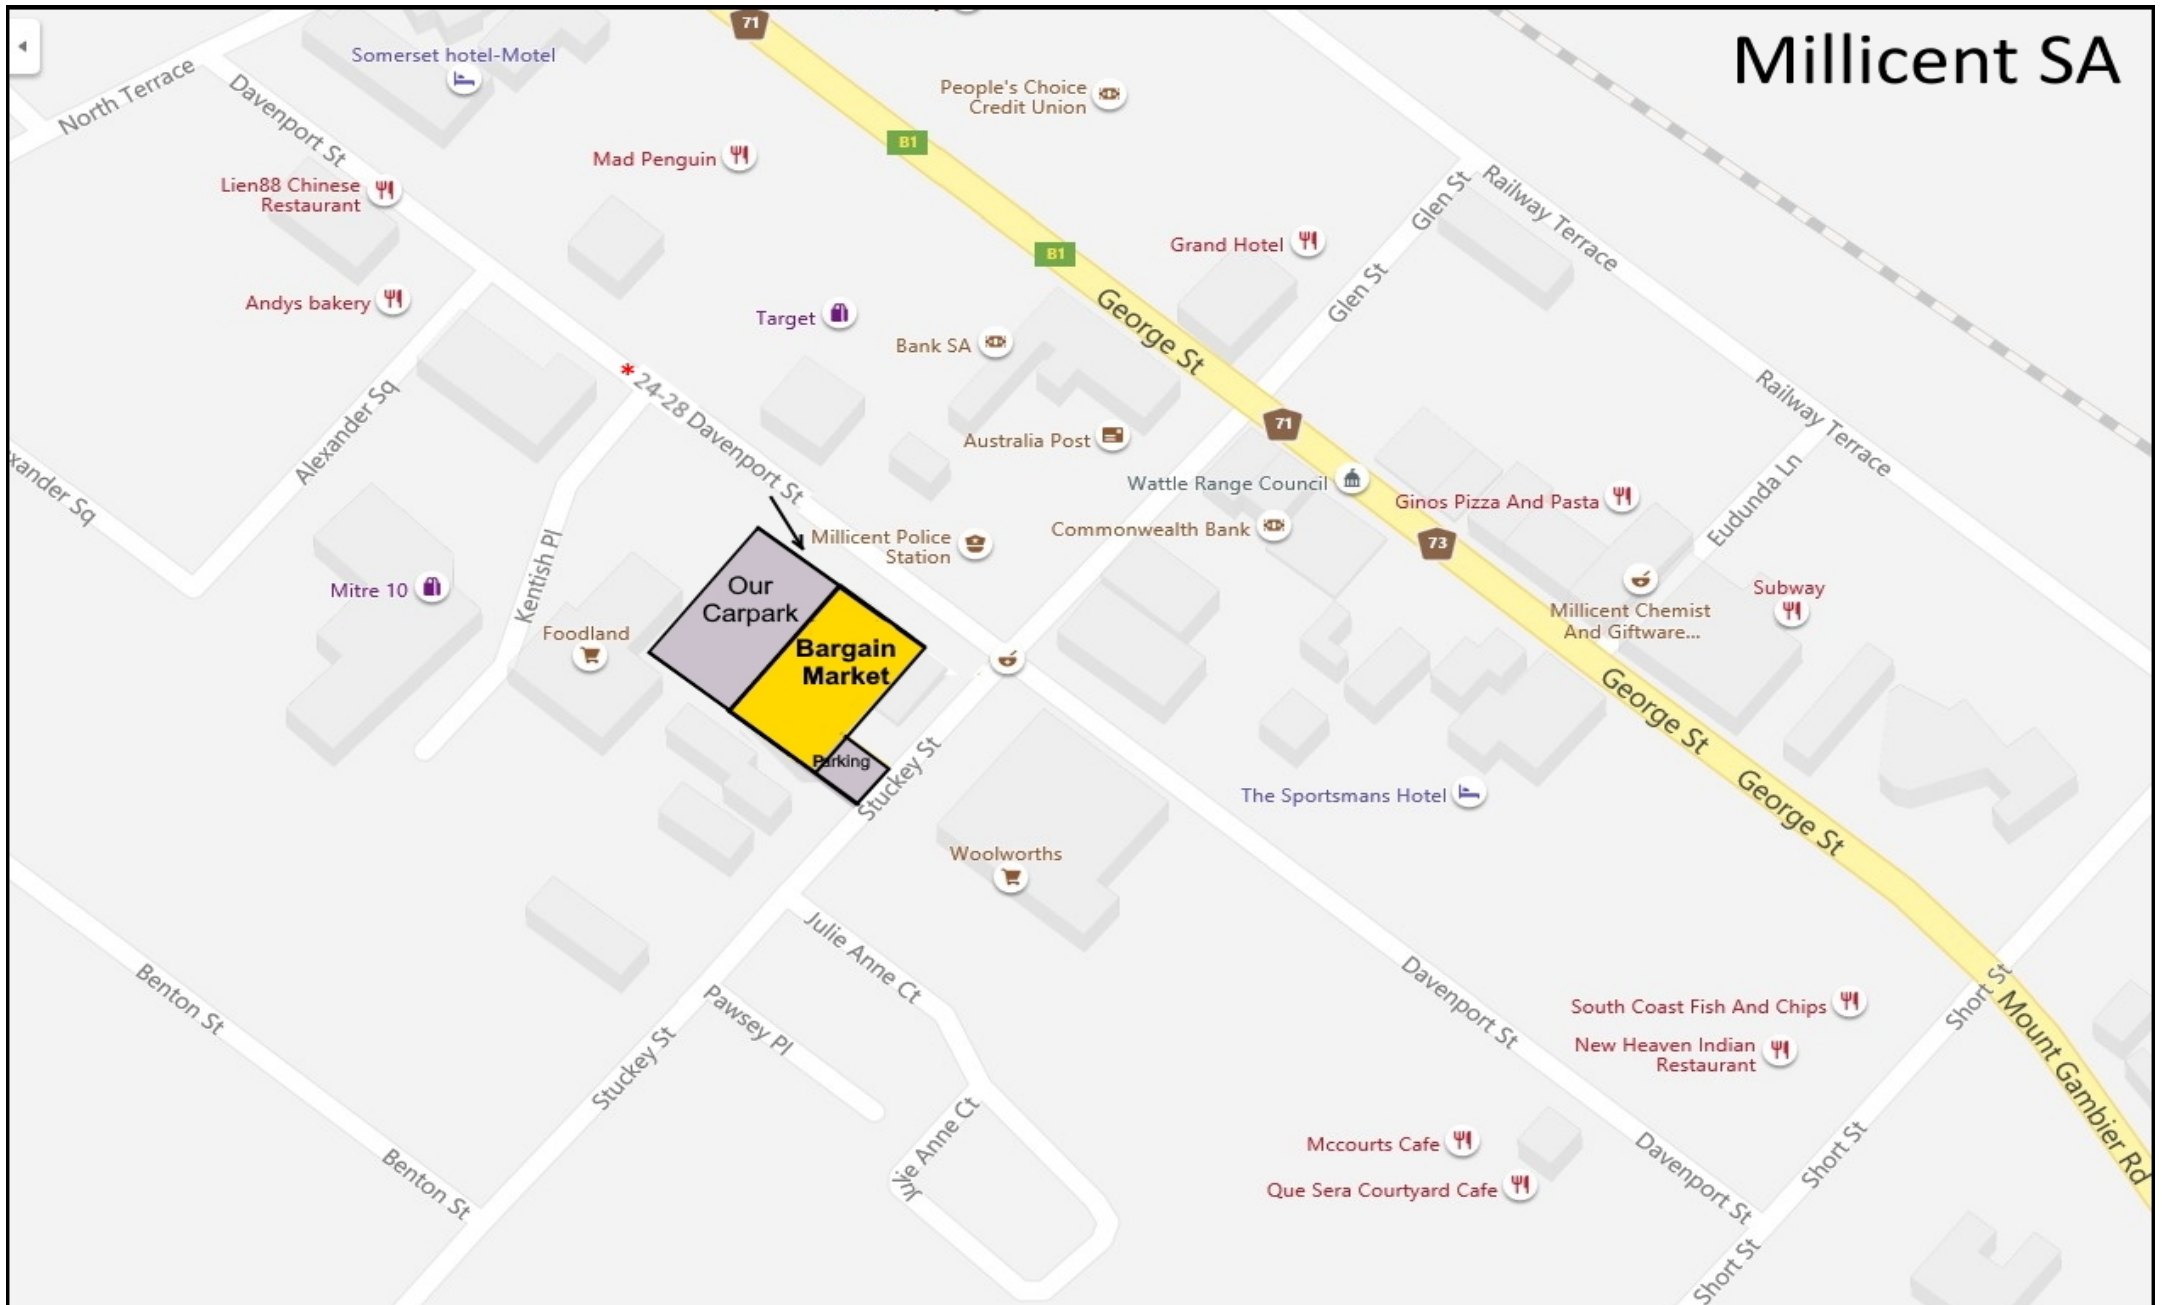 Millicent SA
71
Somerset hotel-Motel
North Terrace
Davenport St
People's Choice
Credit Union
B1
Mad Penguin
Lien88 Chinese
Restaurant
Glen St
Railway Terrace
Grand Hotel
B1
Andys bakery
Target
Bank SA
George St
Glen St
* 24-28 Davenport St
Alexander Sq
Australia Post
71
Railway Terrace
xander Sq
Wattle Range Council
Ginos Pizza And Pasta
Eudunda Ln
Commonwealth Bank
73
Millicent Police
Station
Kentish Pl
Mitre 10
Our
Carpark
Foodland
Bargain
Market
Millicent Chemist
And Giftware...
Subway
George St
Parking
Stuckey St
The Sportsmans Hotel
George St
Woolworths
Julie Anne Ct
Benton St
Pawsey Pl
Davenport St
Short St
South Coast Fish And Chips
New Heaven Indian
Restaurant
Mount Gambier Rd
Stuckey St
Julie Anne Ct
Benton St
Mccourts Cafe
Que Sera Courtyard Cafe
Davenport St
Short St
Short St